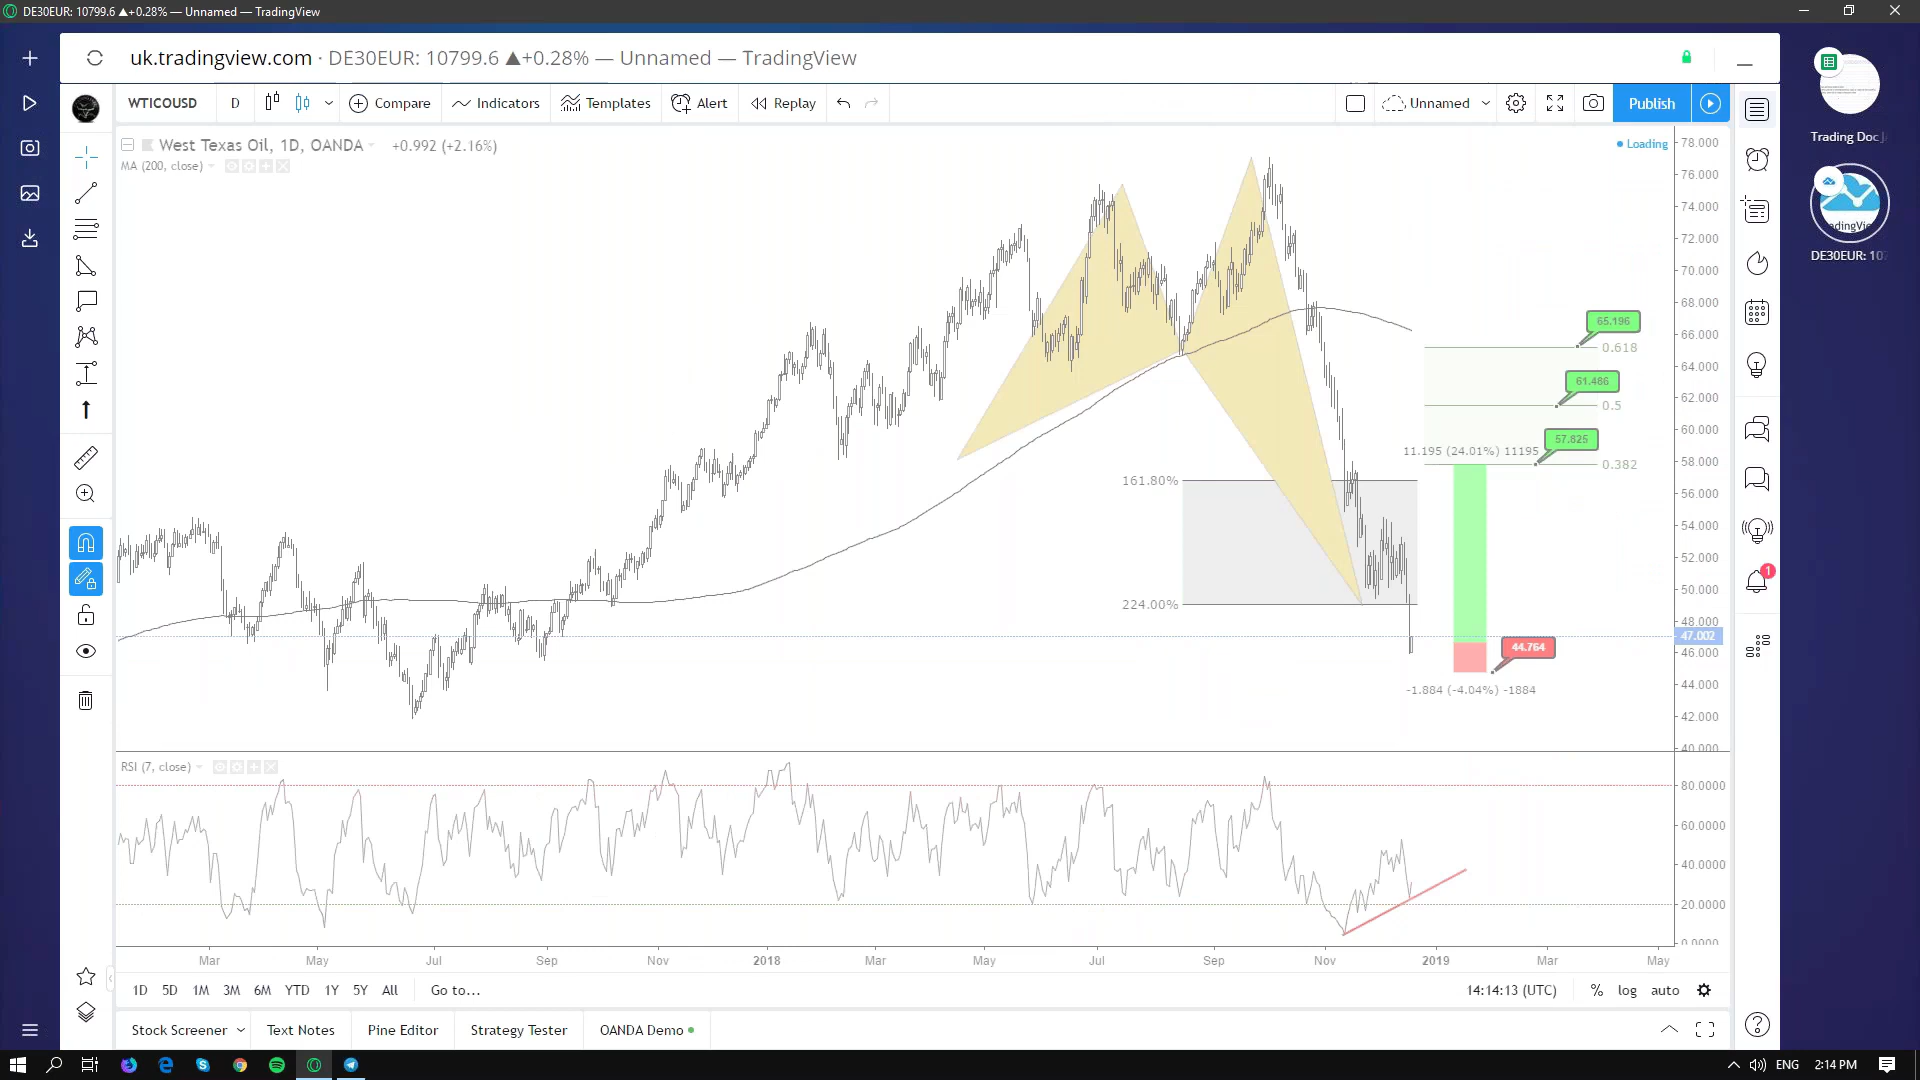 DE30EUR: 10799.6 ▲+0.28% — Unnamed — TradingView
uk.tradingview.com · DE30EUR: 10799.6 ▲+0.28% — Unnamed — TradingView
WTICOUSD D Compare Indicators Templates Alert Replay Unnamed Publish
West Texas Oil, 1D, OANDA +0.992 (+2.16%)
Loading
MA (200, close)
78.000
76.000
74.000
72.000
70.000
68.000
66.000
64.000
62.000
60.000
58.000
56.000
54.000
52.000
50.000
48.000
47.002
46.000
44.000
42.000
40.000
65.196
0.618
61.486
0.5
57.825
0.382
11.195 (24.01%) 11195
161.80%
224.00%
44.764
-1.884 (-4.04%) -1884
RSI (7, close)
80.0000
60.0000
40.0000
20.0000
0.0000
Mar May Jul Sep Nov 2018 Mar May Jul Sep Nov 2019 Mar May
1D 5D 1M 3M 6M YTD 1Y 5Y All Go to... 14:14:13 (UTC) % log auto
Stock Screener Text Notes Pine Editor Strategy Tester OANDA Demo
Trading Doc
DE30EUR: 107
1
ENG 2:14 PM